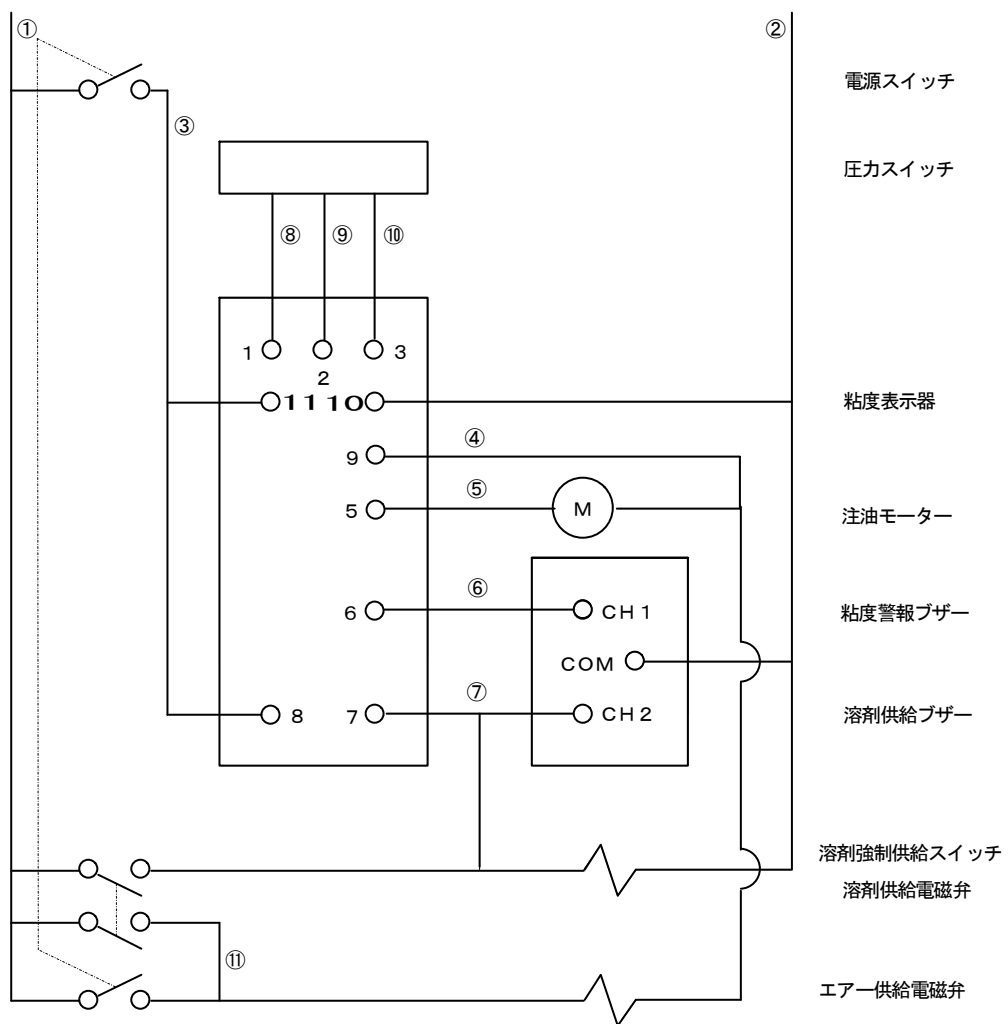 ①
②
電源スイッチ
③
圧力スイッチ
⑧ ⑨ ⑩
1 2 3
11 10
粘度表示器
④
9
⑤
5 M
注油モーター
⑥
6 CH1
粘度警報ブザー
COM
⑦
8 7 CH2
溶剤供給ブザー
溶剤強制供給スイッチ
溶剤供給電磁弁
⑪
エアー供給電磁弁